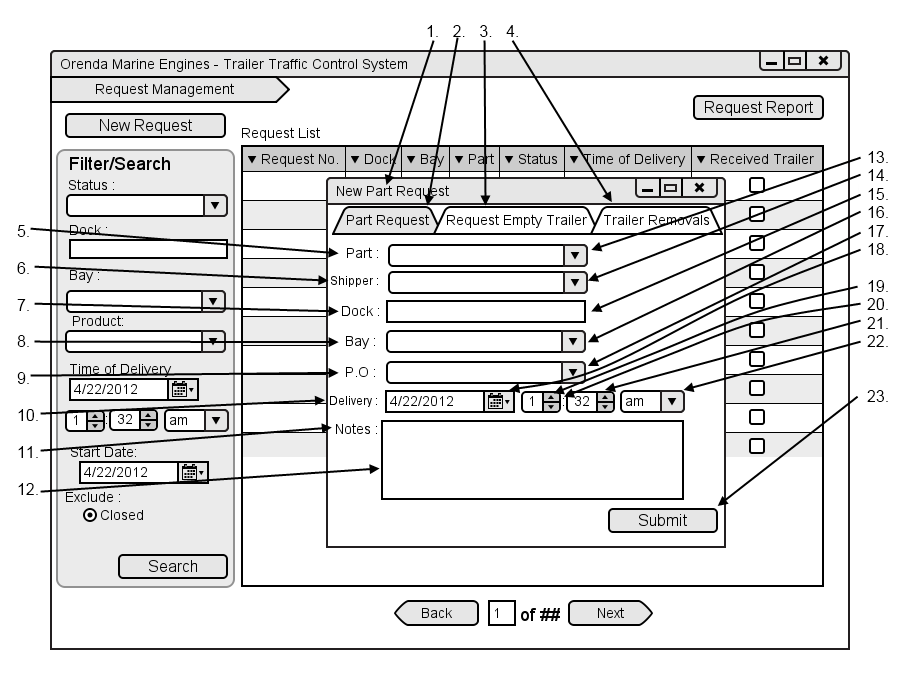 1. 2. 3. 4.
Orenda Marine Engines - Trailer Traffic Control System
Request Management
Request Report
New Request
Request List
Request No. Dock Bay Part Status Time of Delivery Received Trailer
Filter/Search
Status :
Dock :
Bay :
Product:
Time of Delivery
4/22/2012
1 : 32 am
Start Date:
4/22/2012
Exclude :
Closed
Search
New Part Request
Part Request Request Empty Trailer Trailer Removals
Part :
Shipper :
Dock :
Bay :
P.O :
Delivery : 4/22/2012 1 : 32 am
Notes :
Submit
5.
6.
7.
8.
9.
10.
11.
12.
13.
14.
15.
16.
17.
18.
19.
20.
21.
22.
23.
Back 1 of ## Next